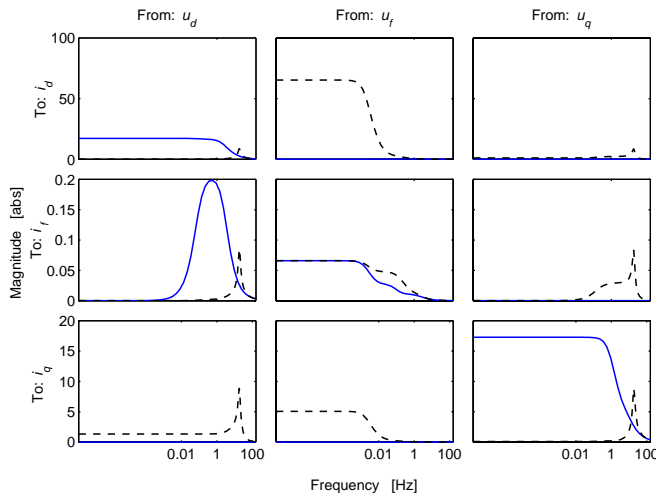 From: u_d
From: u_f
From: u_q
100
50
0
To: i_d
0.2
0.15
0.1
0.05
0
Magnitude [abs]
To: i_f
20
15
10
5
0
To: i_q
0.01 1 100
0.01 1 100
0.01 1 100
Frequency [Hz]